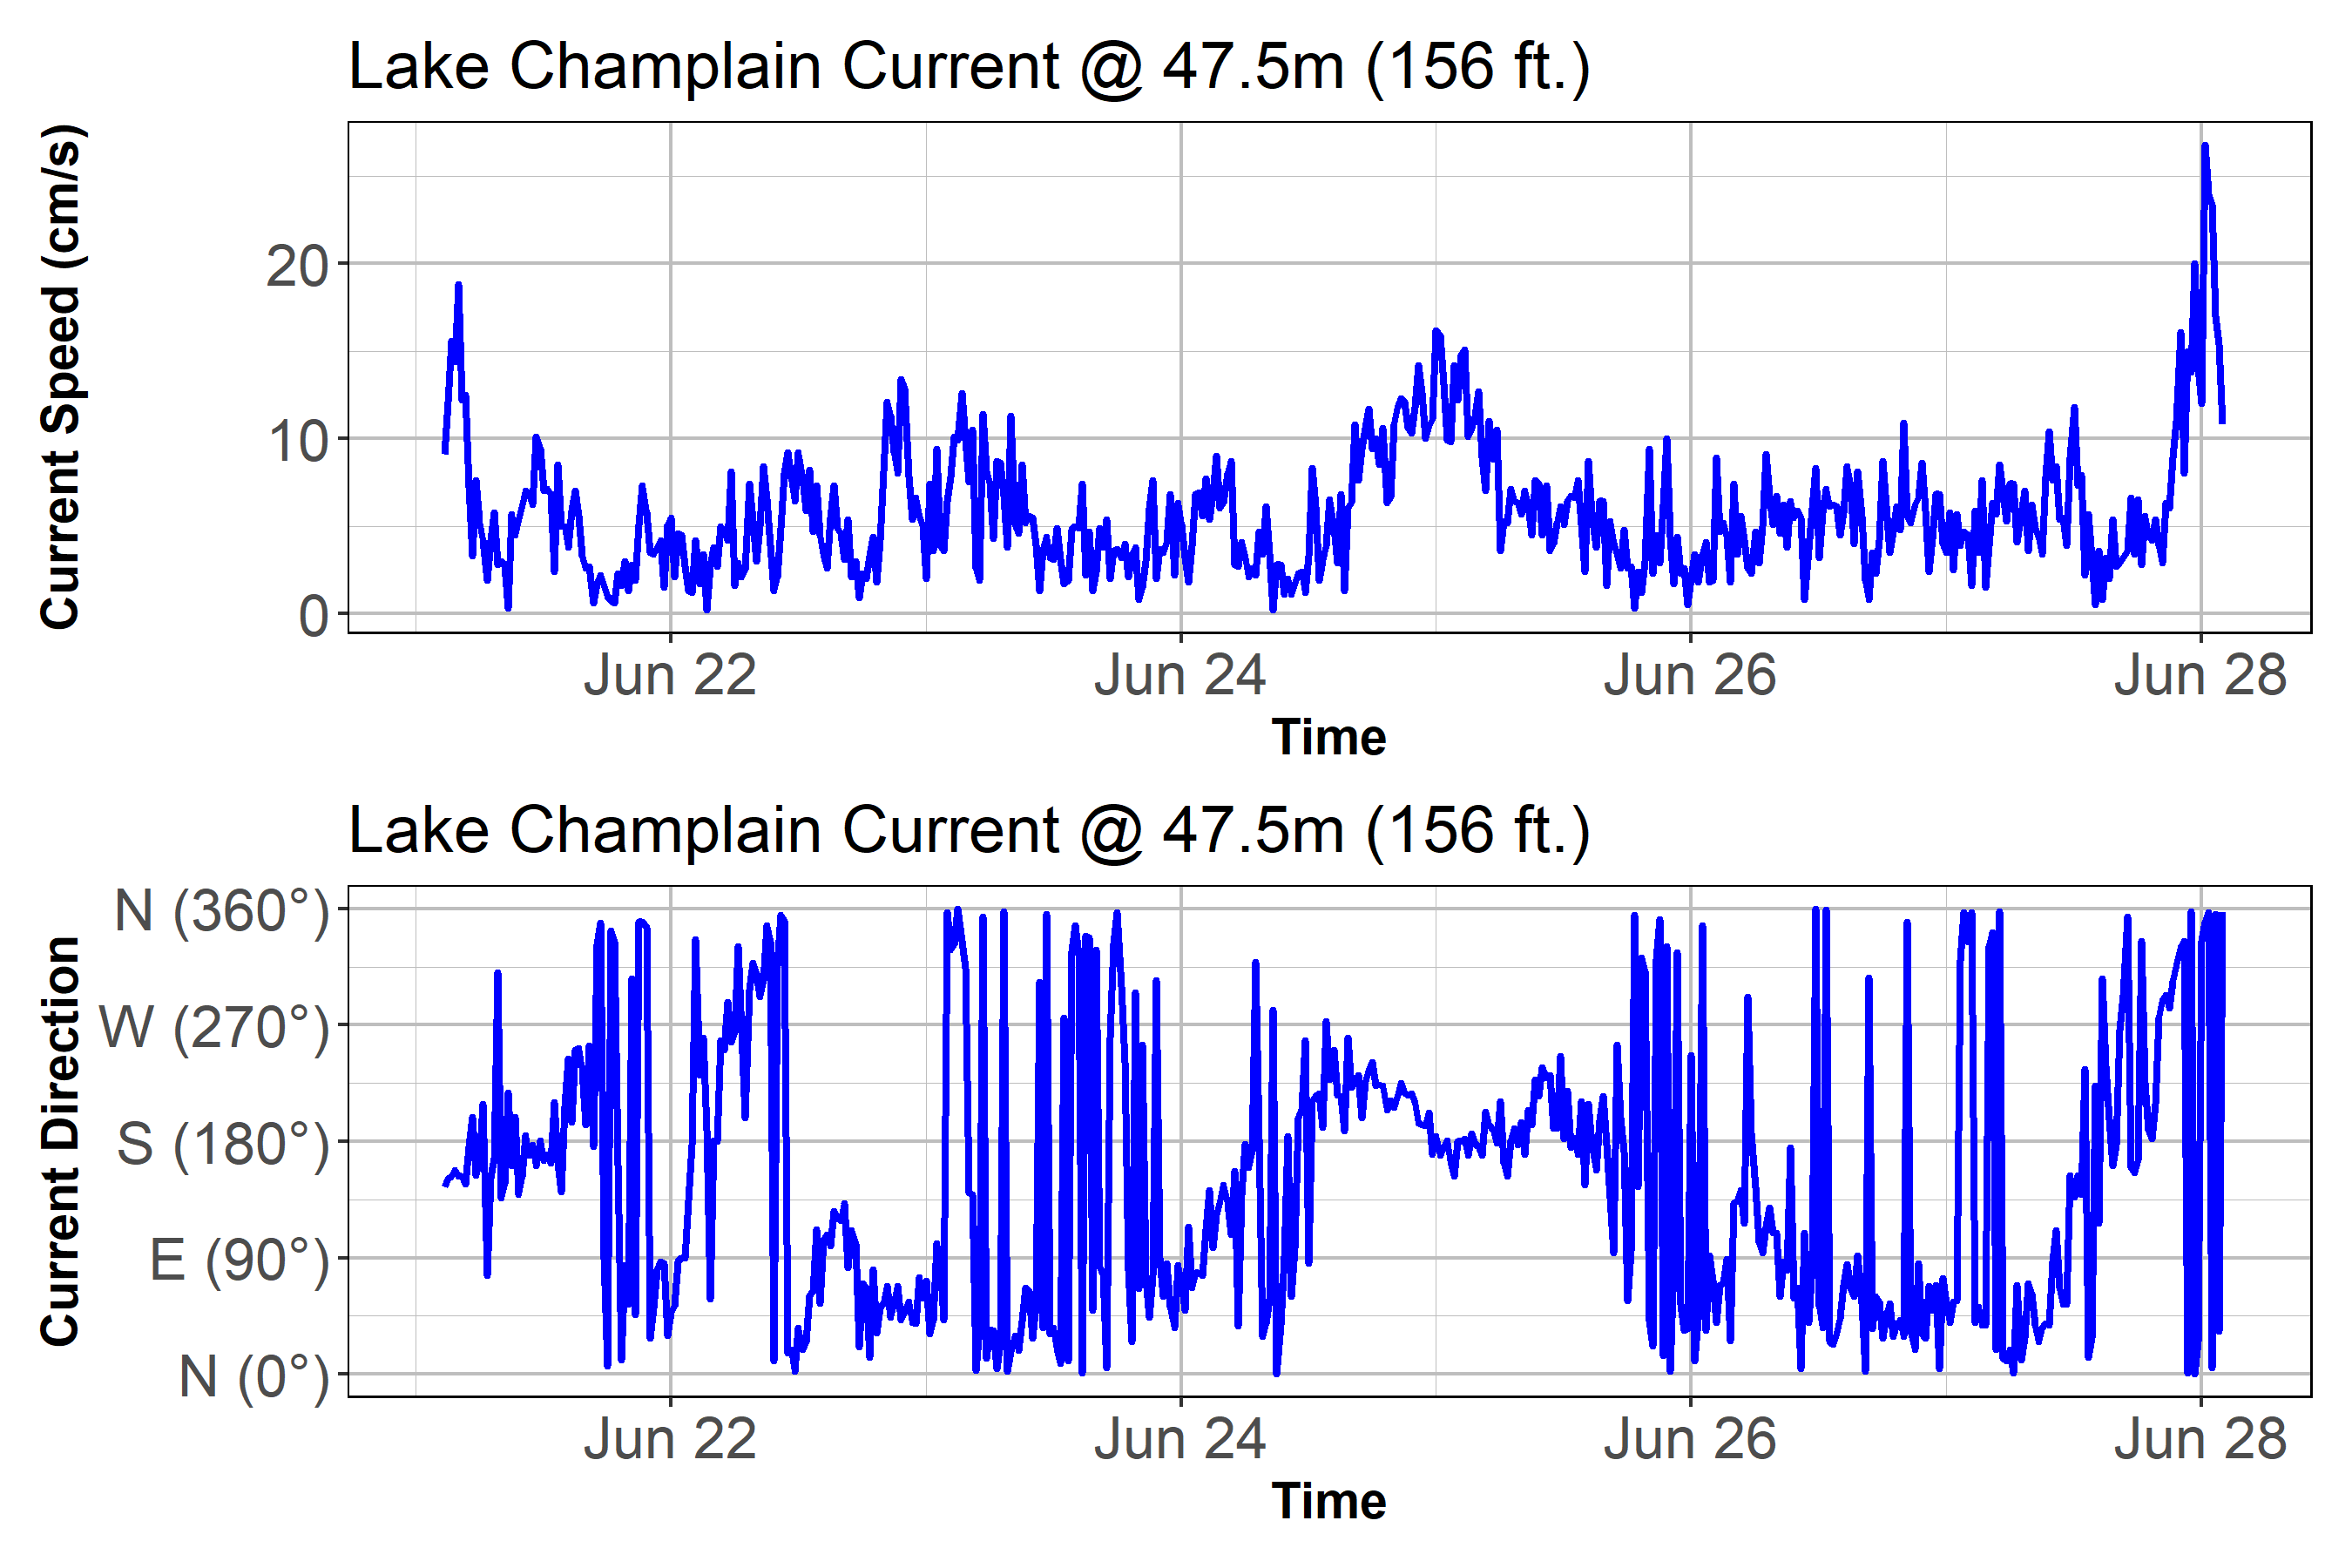 Lake Champlain Current @ 47.5m (156 ft.)
Current Speed (cm/s)
20
10
0
Jun 22 Jun 24 Jun 26 Jun 28
Time
Lake Champlain Current @ 47.5m (156 ft.)
Current Direction
N (360°)
W (270°)
S (180°)
E (90°)
N (0°)
Jun 22 Jun 24 Jun 26 Jun 28
Time